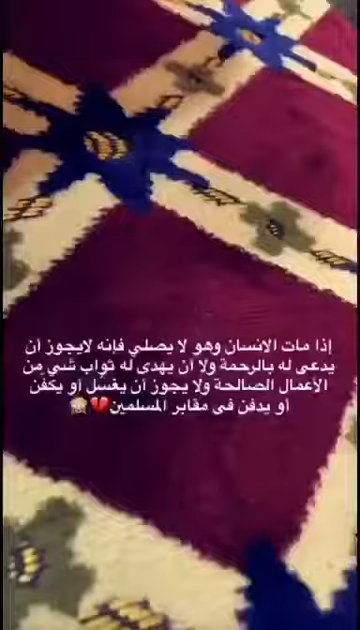 إذا مات الانسان وهو لا يصلي فإنه لايجوز أن
يدعى له بالرحمة ولا أن يهدى له ثواب شي من
الأعمال الصالحة ولا يجوز أن يغسل أو يكفن
أو يدفن في مقابر المسلمين💔🙈